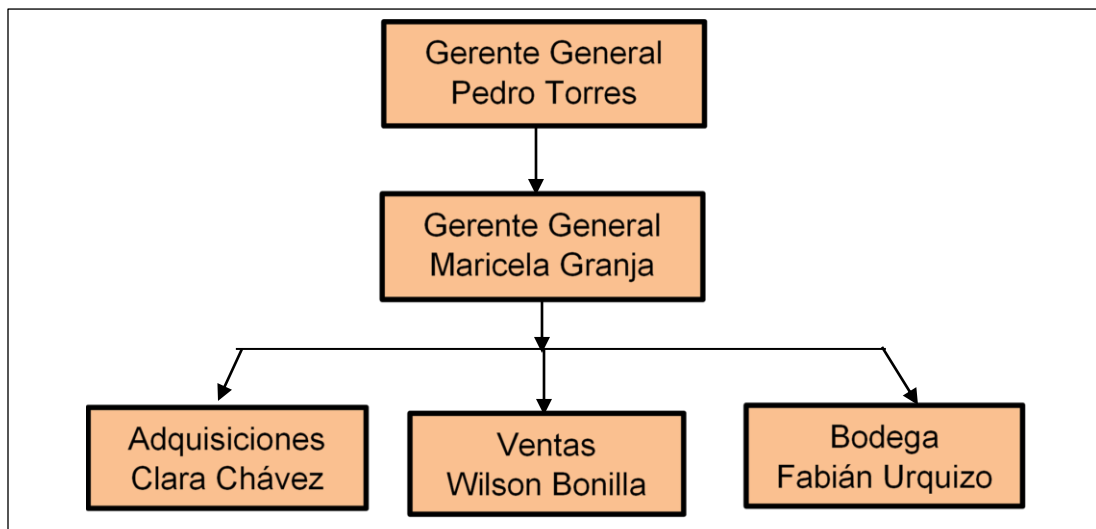 Gerente General
Pedro Torres
Gerente General
Maricela Granja
Adquisiciones
Clara Chávez
Ventas
Wilson Bonilla
Bodega
Fabián Urquizo